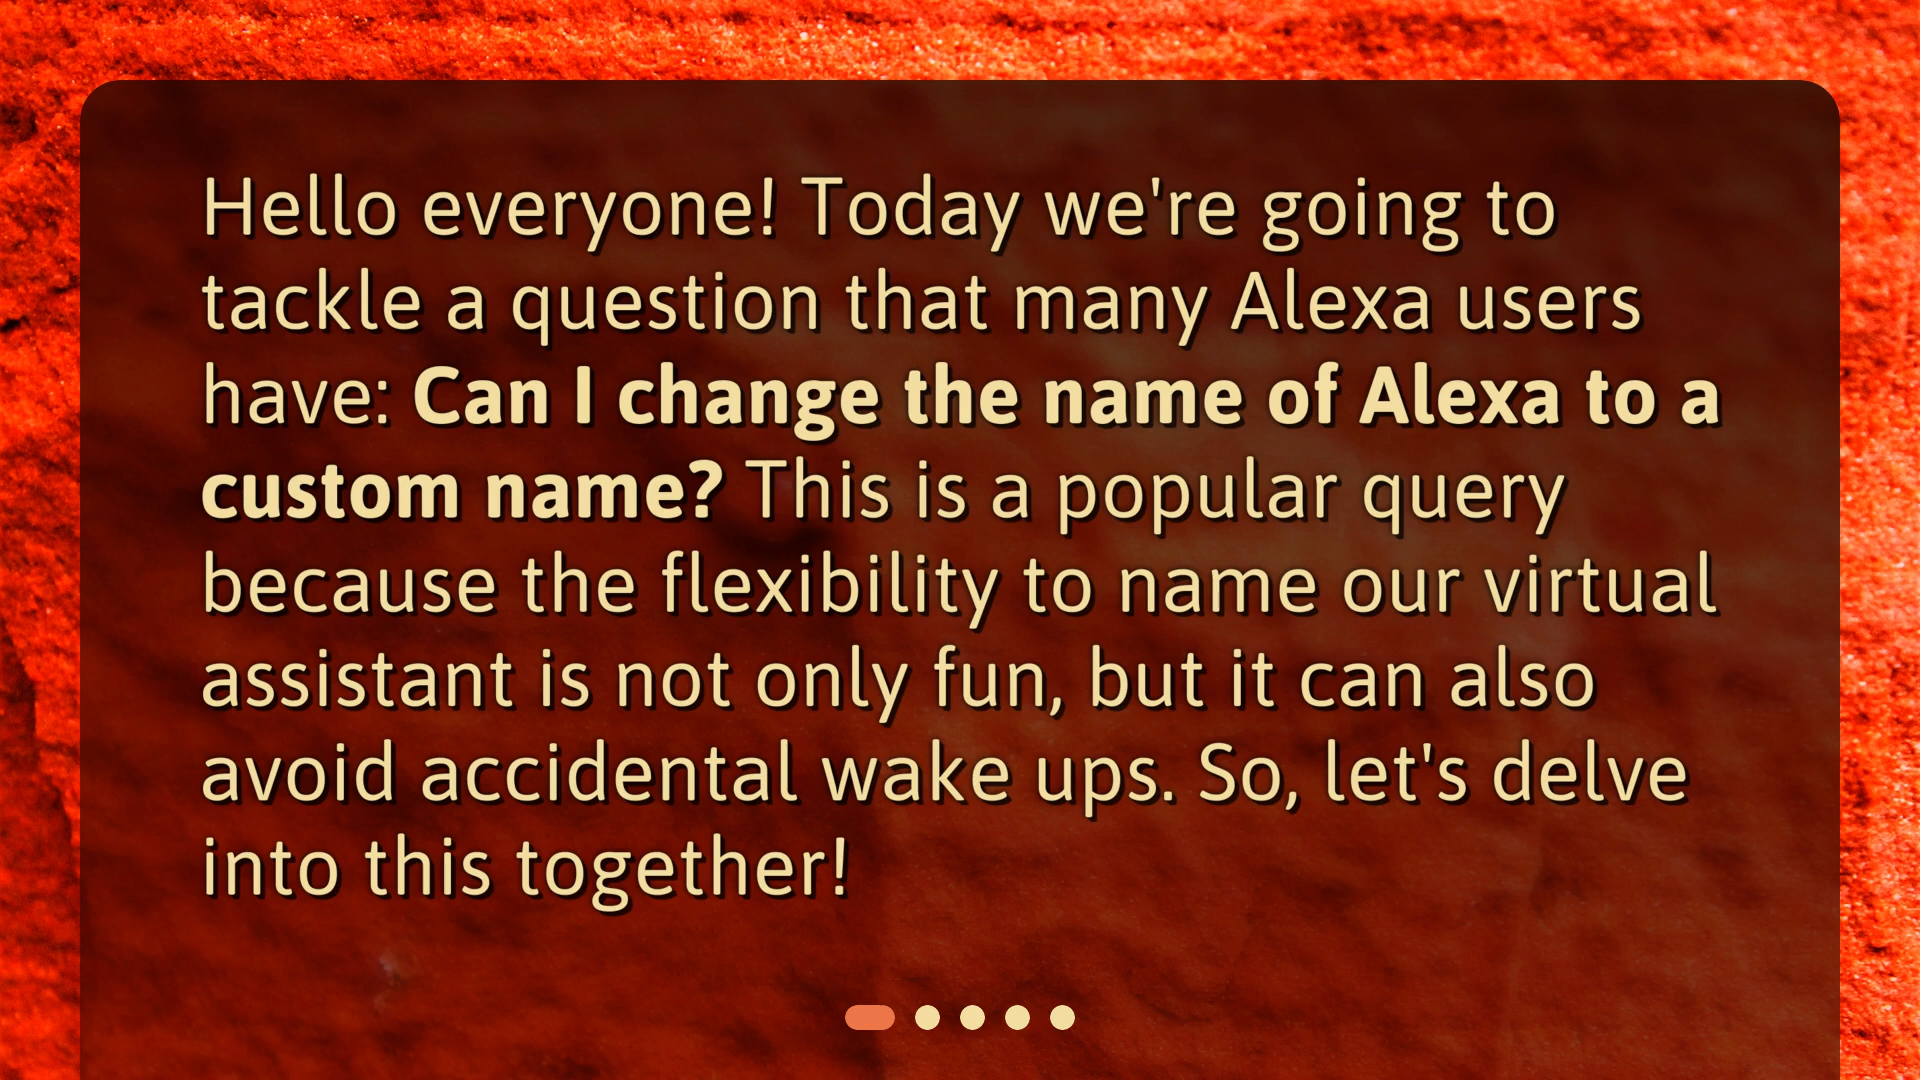 Hello everyone! Today we're going to
tackle a question that many Alexa users
have: Can I change the name of Alexa to a
custom name? This is a popular query
because the flexibility to name our virtual
assistant is not only fun, but it can also
avoid accidental wake ups. So, let's delve
into this together!